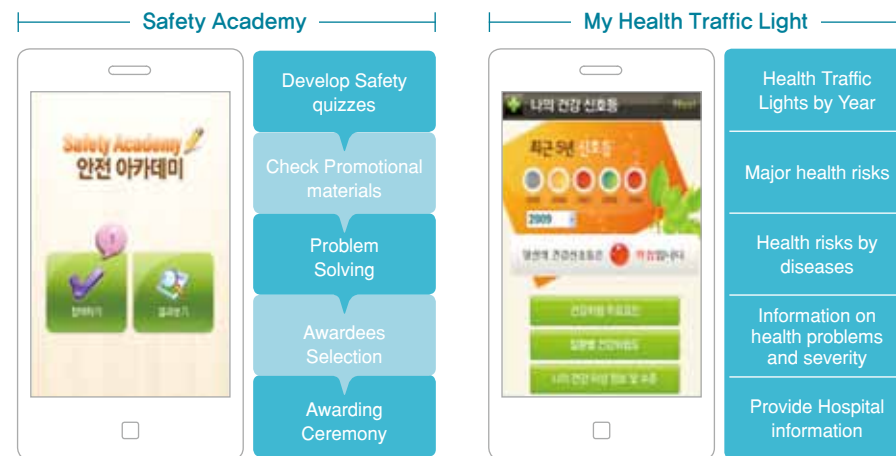 Safety Academy
Safety Academy
안전 아카데미
Develop Safety
quizzes
Check Promotional
materials
Problem
Solving
Awardees
Selection
Awarding
Ceremony
My Health Traffic Light
나의 건강 신호등
최근 5년 신호등
2009
Health Traffic
Lights by Year
Major health risks
Health risks by
diseases
Information on
health problems
and severity
Provide Hospital
information